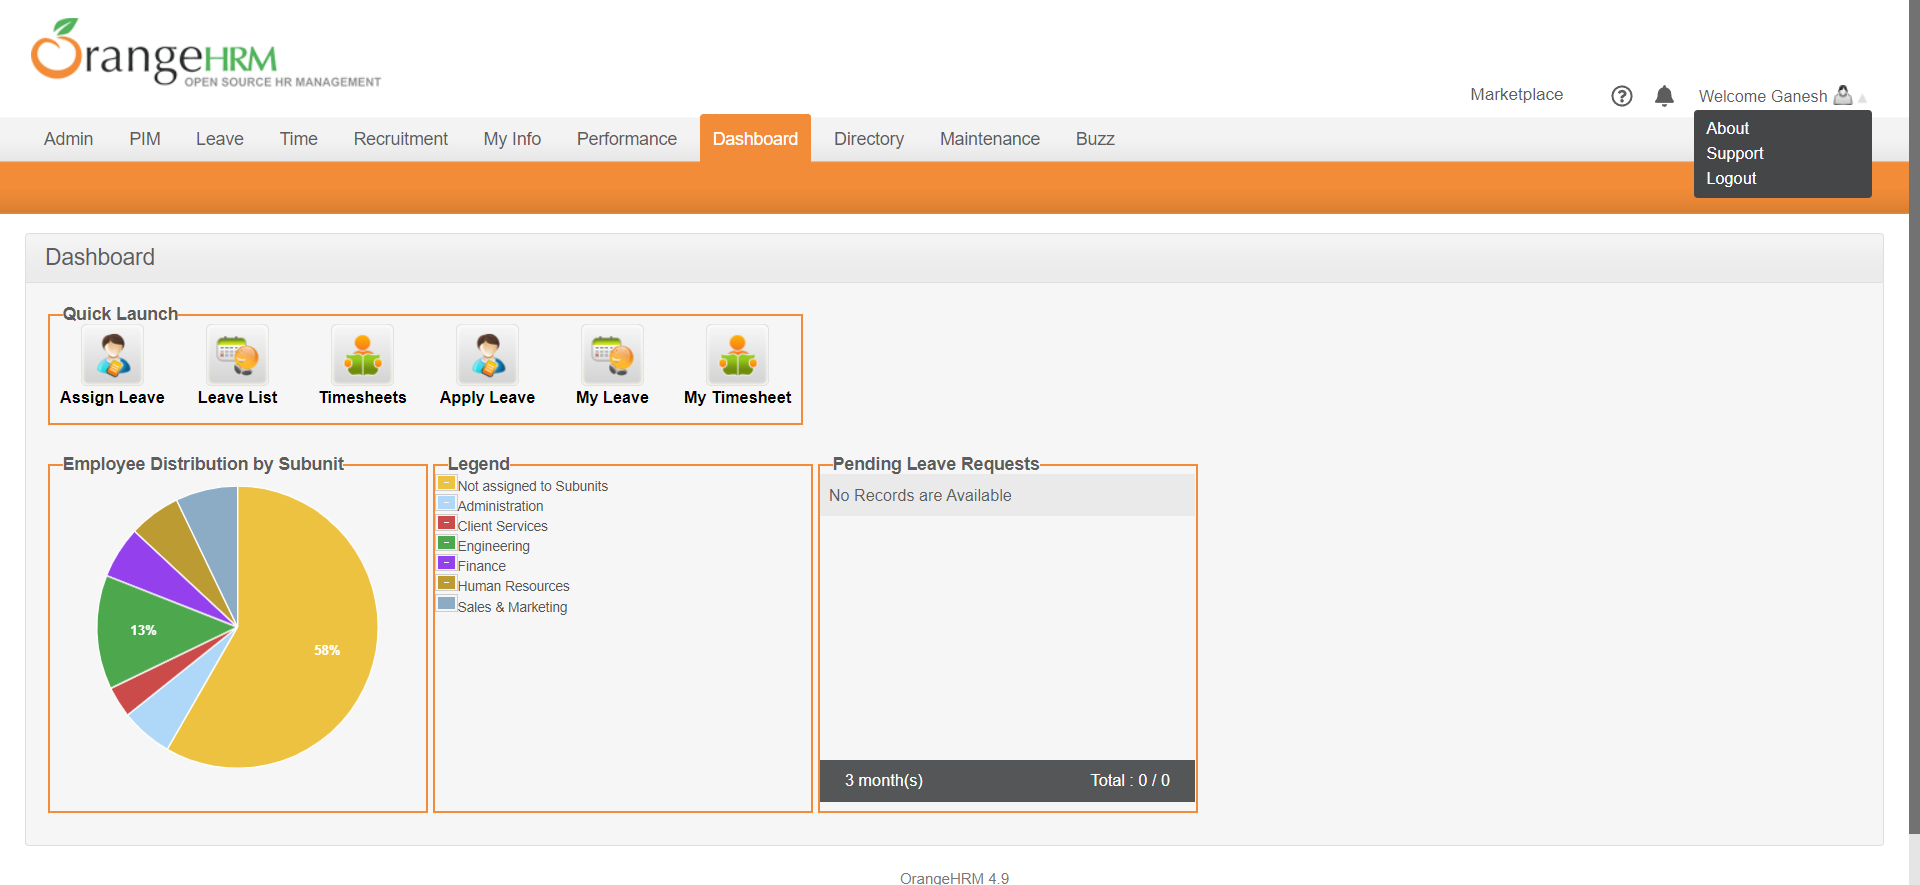 OrangeHRM
OPEN SOURCE HR MANAGEMENT
Marketplace
Welcome Ganesh
About
Support
Logout
Admin PIM Leave Time Recruitment My Info Performance Dashboard Directory Maintenance Buzz
Dashboard
Quick Launch
Assign Leave Leave List Timesheets Apply Leave My Leave My Timesheet
Employee Distribution by Subunit
13%
58%
Legend
Not assigned to Subunits
Administration
Client Services
Engineering
Finance
Human Resources
Sales & Marketing
Pending Leave Requests
No Records are Available
3 month(s) Total : 0 / 0
OrangeHRM 4.9